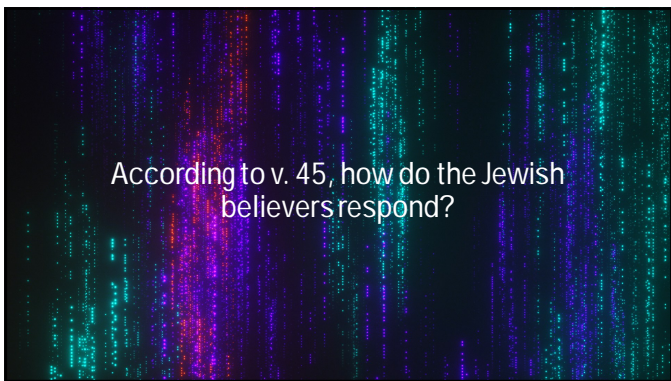 According to v. 45, how do the Jewish
believers respond?